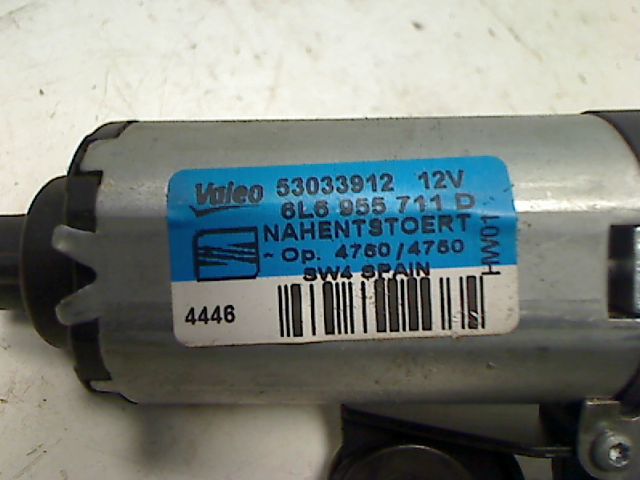 Valeo 53033912 12V
6L6 955 711 D
NAHENTSTOERT
- Op. 4760/4760
SW4 SPAIN
HW01
4446